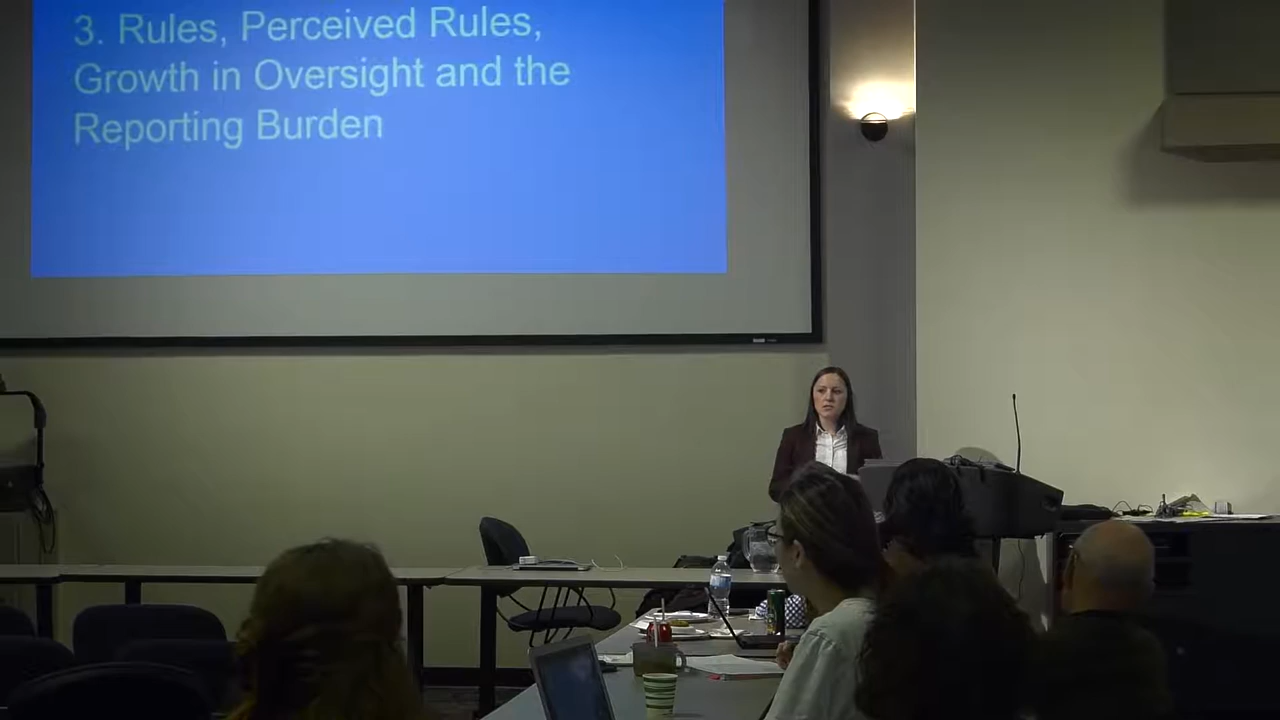 3. Rules, Perceived Rules,
Growth in Oversight and the
Reporting Burden